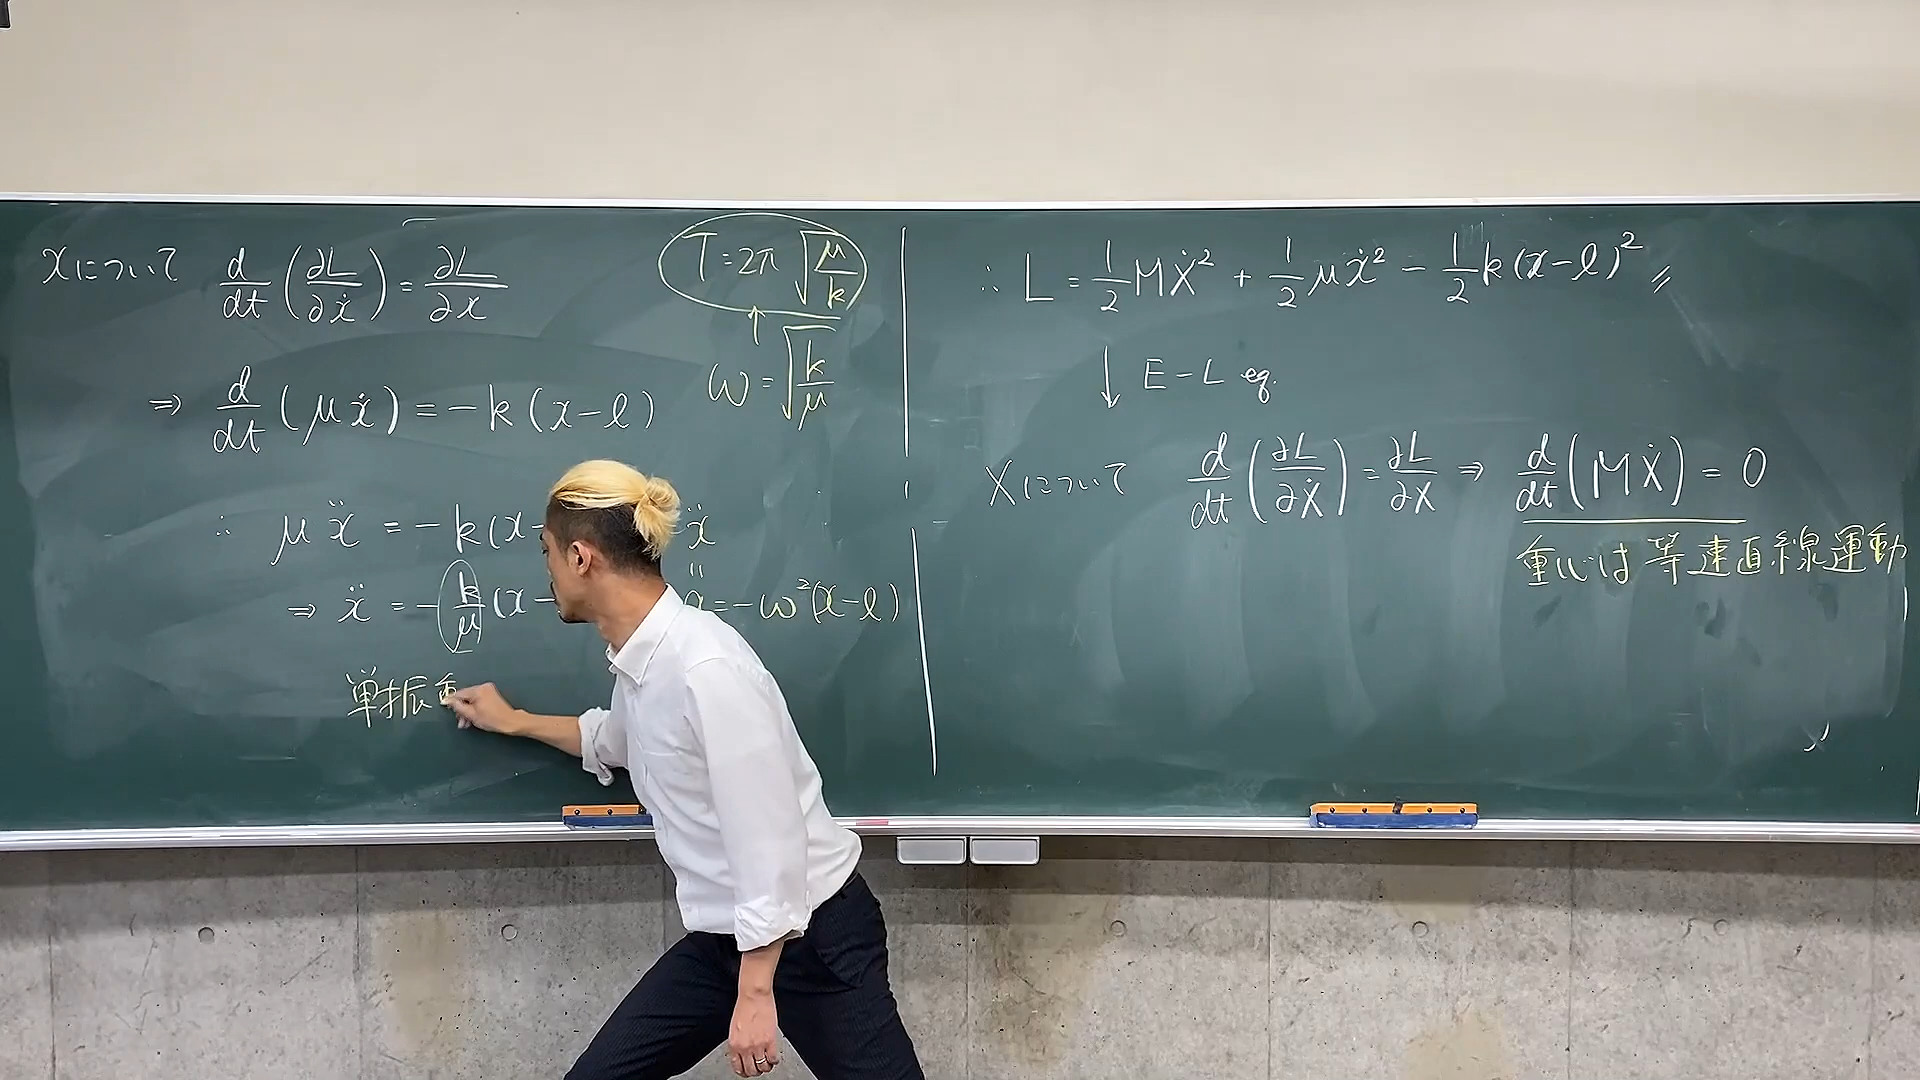 xについて d/dt(∂L/∂ẋ) = ∂L/∂x
⇒ d/dt(μẋ) = -k(x-l)
∴ μẍ = -k(x-
⇒ ẍ = -k/μ(x-
単振
T = 2π√(μ/k)
↑
ω = √(k/μ)
ẍ
= -ω²(x-l)
∴ L = 1/2 MẊ² + 1/2 μẋ² - 1/2 k(x-l)²
↓ E-L eq.
Xについて d/dt(∂L/∂Ẋ) = ∂L/∂X ⇒ d/dt(MẊ) = 0
重心は等速直線運動